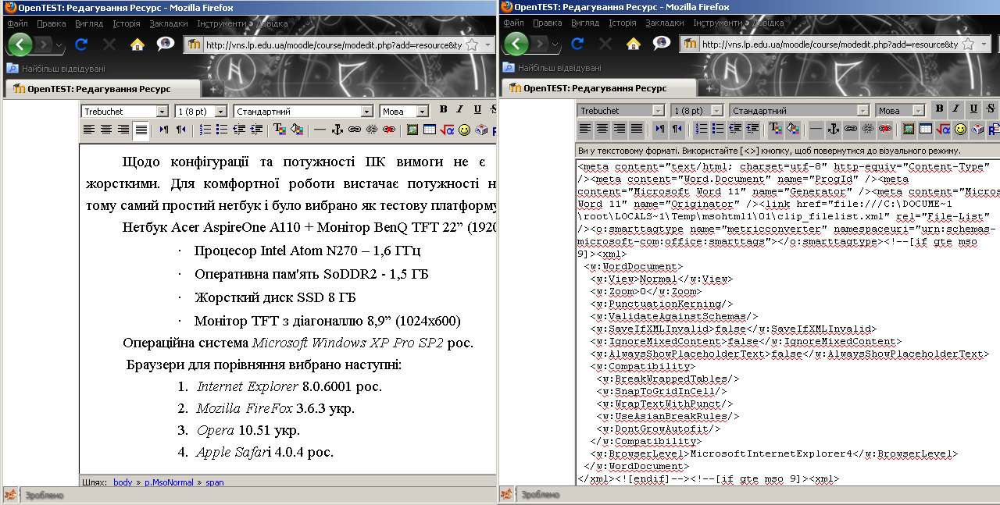 OpenTEST: Редагування Ресурс - Mozilla Firefox
Файл Правка Вигляд Історія Закладки Інструменти Довідка
http://vns.lp.edu.ua/moodle/course/modedit.php?add=resource&ty
Найбільш відвідувані
OpenTEST: Редагування Ресурс
Trebuchet 1 (8 pt) Стандартний Мова B I U S
Щодо конфігурації та потужності ПК вимоги не є
жорсткими. Для комфортної роботи вистачає потужності н
тому самий простий нетбук і було вибрано як тестову платформу
Нетбук Acer AspireOne A110 + Монітор BenQ TFT 22” (1920
· Процесор Intel Atom N270 – 1,6 ГГц
· Оперативна пам'ять SoDDR2 - 1,5 ГБ
· Жорсткий диск SSD 8 ГБ
· Монітор TFT з діагоналлю 8,9” (1024x600)
Операційна система Microsoft Windows XP Pro SP2 рос.
Браузери для порівняння вибрано наступні:
1. Internet Explorer 8.0.6001 рос.
2. Mozilla FireFox 3.6.3 укр.
3. Opera 10.51 укр.
4. Apple Safari 4.0.4 рос.
Шлях: body » p.MsoNormal » span
Зроблено
OpenTEST: Редагування Ресурс - Mozilla Firefox
Файл Правка Вигляд Історія Закладки Інструменти Довідка
http://vns.lp.edu.ua/moodle/course/modedit.php?add=resource&ty
Найбільш відвідувані
OpenTEST: Редагування Ресурс
Trebuchet 1 (8 pt) Стандартний Мова B I U S
Ви у текстовому форматі. Використайте [<>] кнопку, щоб повернутися до візуального режиму.
<meta content="text/html; charset=utf-8" http-equiv="Content-Type"
/><meta content="Word.Document" name="ProgId" /><meta
content="Microsoft Word 11" name="Generator" /><meta content="Micros
Word 11" name="Originator" /><link href="file:///C:\DOCUME~1
\root\LOCALS~1\Temp\msohtml1\01\clip_filelist.xml" rel="File-List"
/><o:smarttagtype name="metricconverter" namespaceuri="urn:schemas-
microsoft-com:office:smarttags"></o:smarttagtype><!--[if gte mso
9]><xml>
<w:WordDocument>
<w:View>Normal</w:View>
<w:Zoom>0</w:Zoom>
<w:PunctuationKerning/>
<w:ValidateAgainstSchemas/>
<w:SaveIfXMLInvalid>false</w:SaveIfXMLInvalid>
<w:IgnoreMixedContent>false</w:IgnoreMixedContent>
<w:AlwaysShowPlaceholderText>false</w:AlwaysShowPlaceholderText>
<w:Compatibility>
<w:BreakWrappedTables/>
<w:SnapToGridInCell/>
<w:WrapTextWithPunct/>
<w:UseAsianBreakRules/>
<w:DontGrowAutofit/>
</w:Compatibility>
<w:BrowserLevel>MicrosoftInternetExplorer4</w:BrowserLevel>
</w:WordDocument>
</xml><![endif]--><!--[if gte mso 9]><xml>
Зроблено